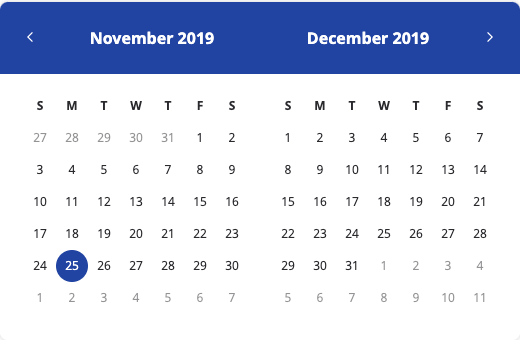 November 2019
S M T W T F S
27 28 29 30 31 1 2
3 4 5 6 7 8 9
10 11 12 13 14 15 16
17 18 19 20 21 22 23
24 25 26 27 28 29 30
1 2 3 4 5 6 7
December 2019
S M T W T F S
1 2 3 4 5 6 7
8 9 10 11 12 13 14
15 16 17 18 19 20 21
22 23 24 25 26 27 28
29 30 31 1 2 3 4
5 6 7 8 9 10 11